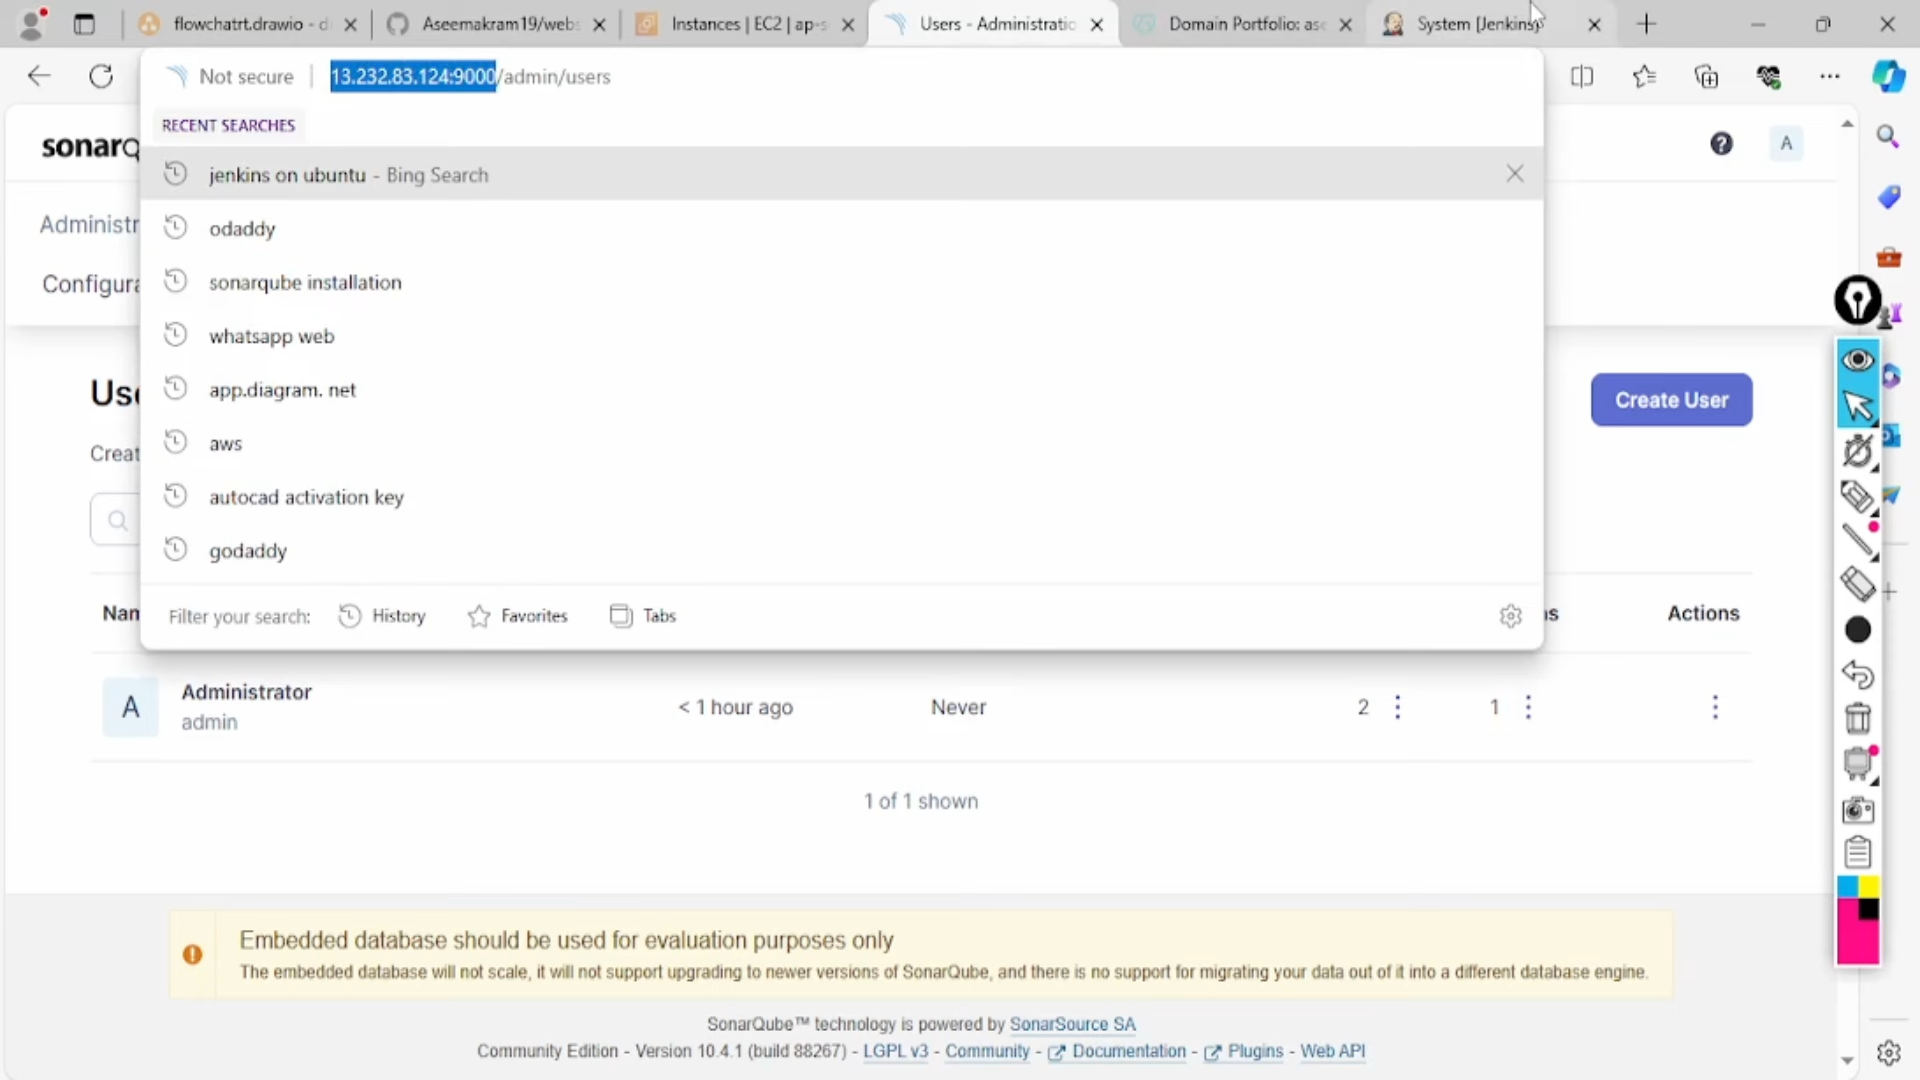 flowchatrt.drawio - d
Aseemakram19/webs
Instances | EC2 | ap-s
Users - Administratio
Domain Portfolio: ase
System [Jenkins]
Not secure
13.232.83.124:9000/admin/users
RECENT SEARCHES
jenkins on ubuntu - Bing Search
odaddy
sonarqube installation
whatsapp web
app.diagram. net
aws
autocad activation key
godaddy
Filter your search:
History
Favorites
Tabs
sonarQ
?
A
Administr
Configura
Use
Create User
Creat
Nam
ns
Actions
A
Administrator
admin
< 1 hour ago
Never
2
1
1 of 1 shown
Embedded database should be used for evaluation purposes only
The embedded database will not scale, it will not support upgrading to newer versions of SonarQube, and there is no support for migrating your data out of it into a different database engine.
SonarQube™ technology is powered by SonarSource SA
Community Edition - Version 10.4.1 (build 88267) - LGPL v3 - Community - Documentation - Plugins - Web API